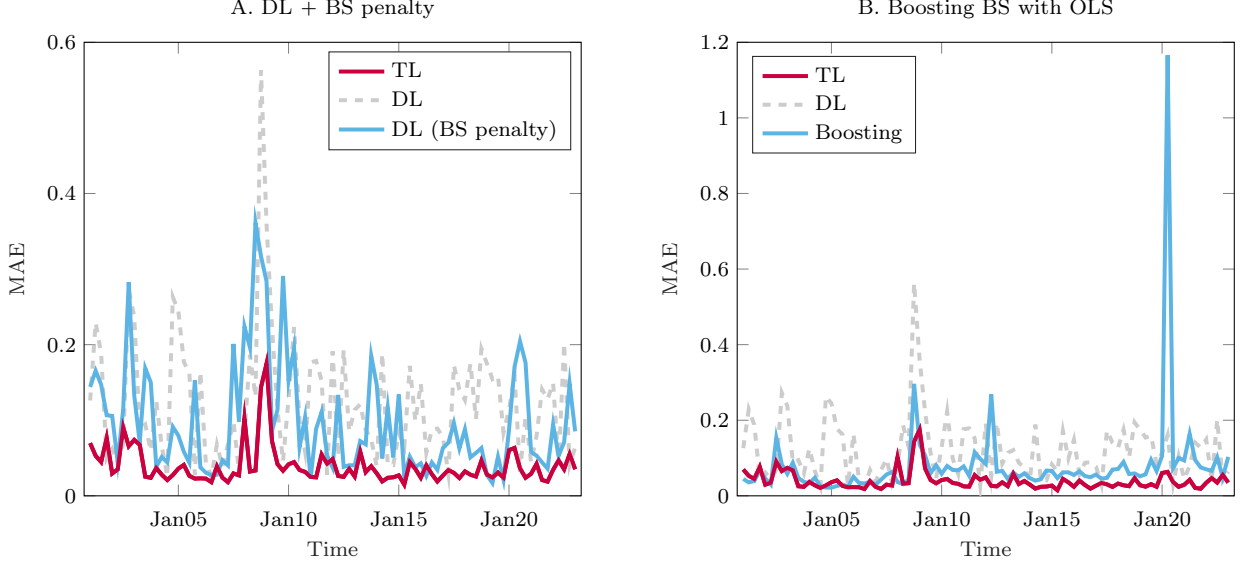 A. DL + BS penalty
0.6
0.4
0.2
0
MAE
TL
DL
DL (BS penalty)
Jan05
Jan10
Jan15
Jan20
Time
B. Boosting BS with OLS
1.2
1
0.8
0.6
0.4
0.2
0
MAE
TL
DL
Boosting
Jan05
Jan10
Jan15
Jan20
Time